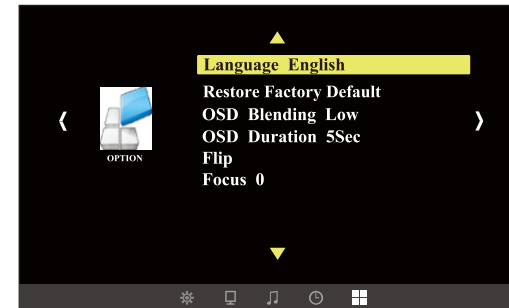 Language English
Restore Factory Default
OSD Blending Low
OSD Duration 5Sec
OPTION
Flip
Focus 0